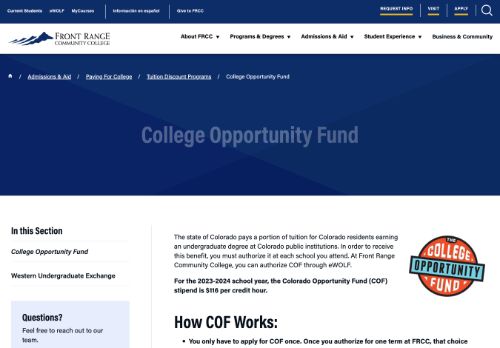 Current Students eWOLF MyCourses Información en español Give to FRCC REQUEST INFO VISIT APPLY
FRONT RANGE
COMMUNITY COLLEGE
About FRCC Programs & Degrees Admissions & Aid Student Experience Business & Community
/ Admissions & Aid / Paying For College / Tuition Discount Programs / College Opportunity Fund
College Opportunity Fund
In this Section
College Opportunity Fund
Western Undergraduate Exchange
Questions?
Feel free to reach out to our
team.
The state of Colorado pays a portion of tuition for Colorado residents earning
an undergraduate degree at Colorado public institutions. In order to receive
this benefit, you must authorize it at each school you attend. At Front Range
Community College, you can authorize COF through eWOLF.
For the 2023-2024 school year, the Colorado Opportunity Fund (COF)
stipend is $116 per credit hour.
THE
COLLEGE
OPPORTUNITY
FUND
How COF Works:
• You only have to apply for COF once. Once you authorize for one term at FRCC, that choice